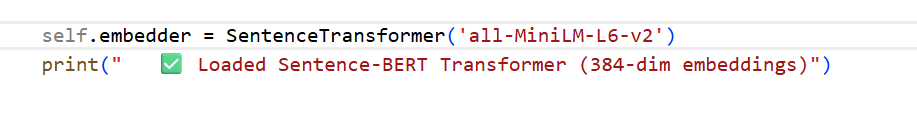 self.embedder = SentenceTransformer('all-MiniLM-L6-v2')
print("   ✅ Loaded Sentence-BERT Transformer (384-dim embeddings)")